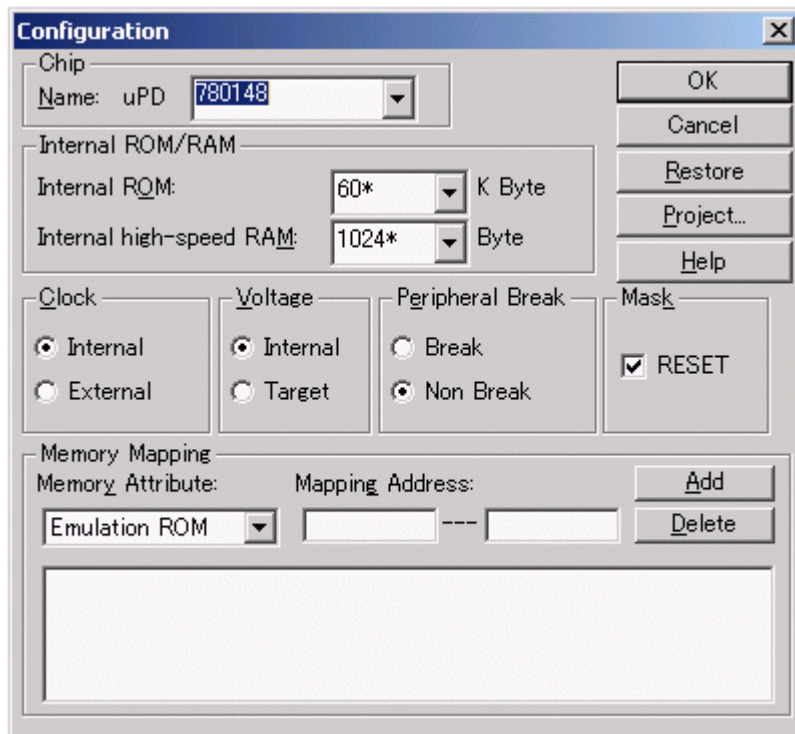 Configuration
Chip
Name: uPD 780148
OK
Cancel
Restore
Project...
Help
Internal ROM/RAM
Internal ROM: 60* K Byte
Internal high-speed RAM: 1024* Byte
Clock
Internal
External
Voltage
Internal
Target
Peripheral Break
Break
Non Break
Mask
RESET
Memory Mapping
Memory Attribute: Mapping Address:
Emulation ROM ---
Add
Delete